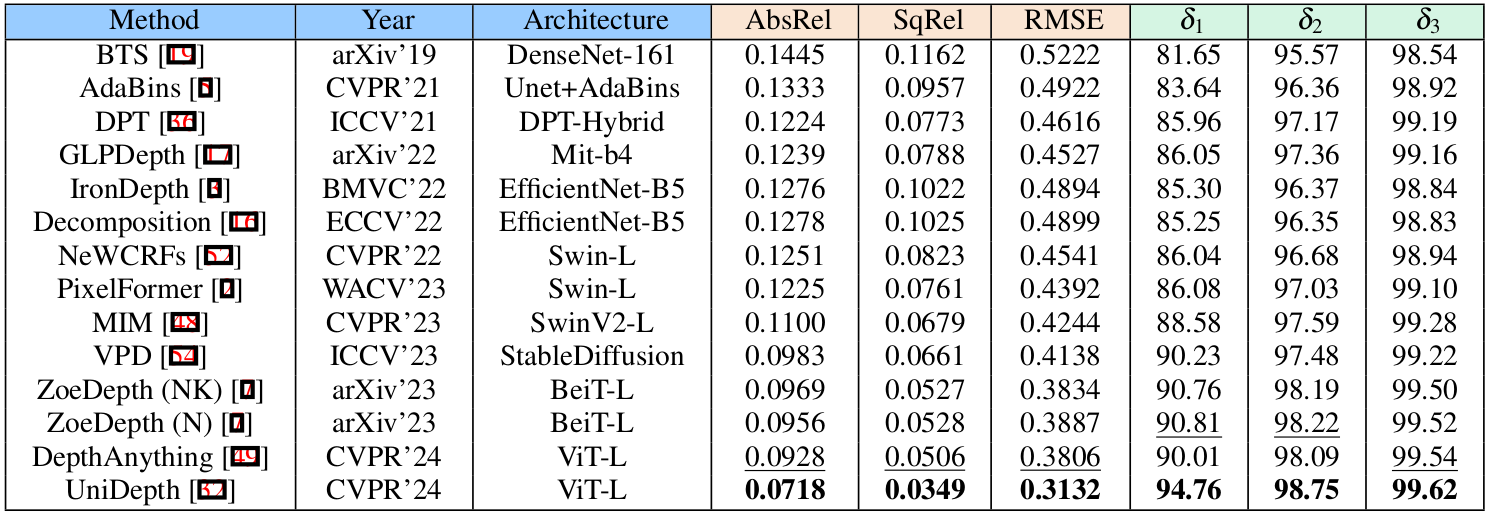 Method Year Architecture AbsRel SqRel RMSE δ1 δ2 δ3
BTS [19] arXiv'19 DenseNet-161 0.1445 0.1162 0.5222 81.65 95.57 98.54
AdaBins [] CVPR'21 Unet+AdaBins 0.1333 0.0957 0.4922 83.64 96.36 98.92
DPT [36] ICCV'21 DPT-Hybrid 0.1224 0.0773 0.4616 85.96 97.17 99.19
GLPDepth [17] arXiv'22 Mit-b4 0.1239 0.0788 0.4527 86.05 97.36 99.16
IronDepth [3] BMVC'22 EfficientNet-B5 0.1276 0.1022 0.4894 85.30 96.37 98.84
Decomposition [16] ECCV'22 EfficientNet-B5 0.1278 0.1025 0.4899 85.25 96.35 98.83
NeWCRFs [52] CVPR'22 Swin-L 0.1251 0.0823 0.4541 86.04 96.68 98.94
PixelFormer [] WACV'23 Swin-L 0.1225 0.0761 0.4392 86.08 97.03 99.10
MIM [48] CVPR'23 SwinV2-L 0.1100 0.0679 0.4244 88.58 97.59 99.28
VPD [54] ICCV'23 StableDiffusion 0.0983 0.0661 0.4138 90.23 97.48 99.22
ZoeDepth (NK) [7] arXiv'23 BeiT-L 0.0969 0.0527 0.3834 90.76 98.19 99.50
ZoeDepth (N) [7] arXiv'23 BeiT-L 0.0956 0.0528 0.3887 90.81 98.22 99.52
DepthAnything [49] CVPR'24 ViT-L 0.0928 0.0506 0.3806 90.01 98.09 99.54
UniDepth [32] CVPR'24 ViT-L 0.0718 0.0349 0.3132 94.76 98.75 99.62